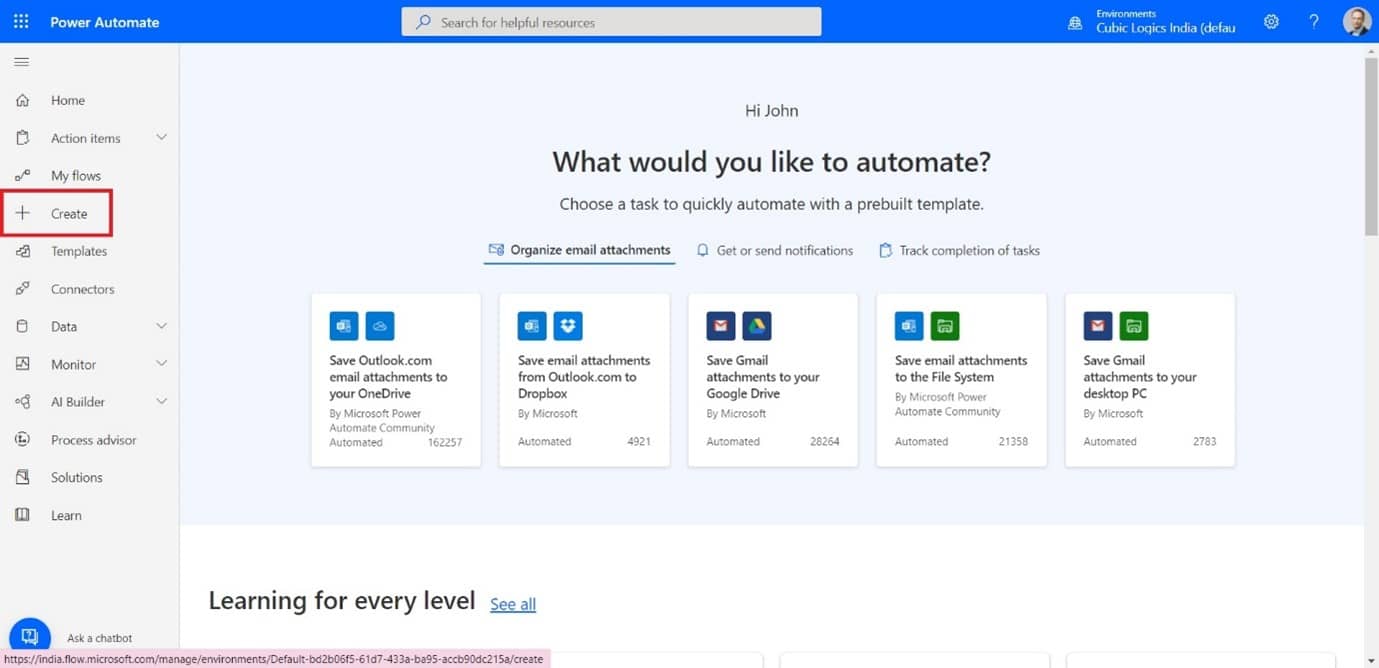 Power Automate
Search for helpful resources
Environments
Cubic Logics India (defau
?
Home
Action items
My flows
Create
Templates
Connectors
Data
Monitor
AI Builder
Process advisor
Solutions
Learn
Ask a chatbot
Hi John
What would you like to automate?
Choose a task to quickly automate with a prebuilt template.
Organize email attachments
Get or send notifications
Track completion of tasks
Save Outlook.com
email attachments to
your OneDrive
By Microsoft Power
Automate Community
Automated 162257
Save email attachments
from Outlook.com to
Dropbox
By Microsoft
Automated 4921
Save Gmail
attachments to your
Google Drive
By Microsoft
Automated 28264
Save email attachments
to the File System
By Microsoft Power
Automate Community
Automated 21358
Save Gmail
attachments to your
desktop PC
By Microsoft
Automated 2783
Learning for every level See all
https://india.flow.microsoft.com/manage/environments/Default-bd2b06f5-61d7-433a-ba95-accb90dc215a/create